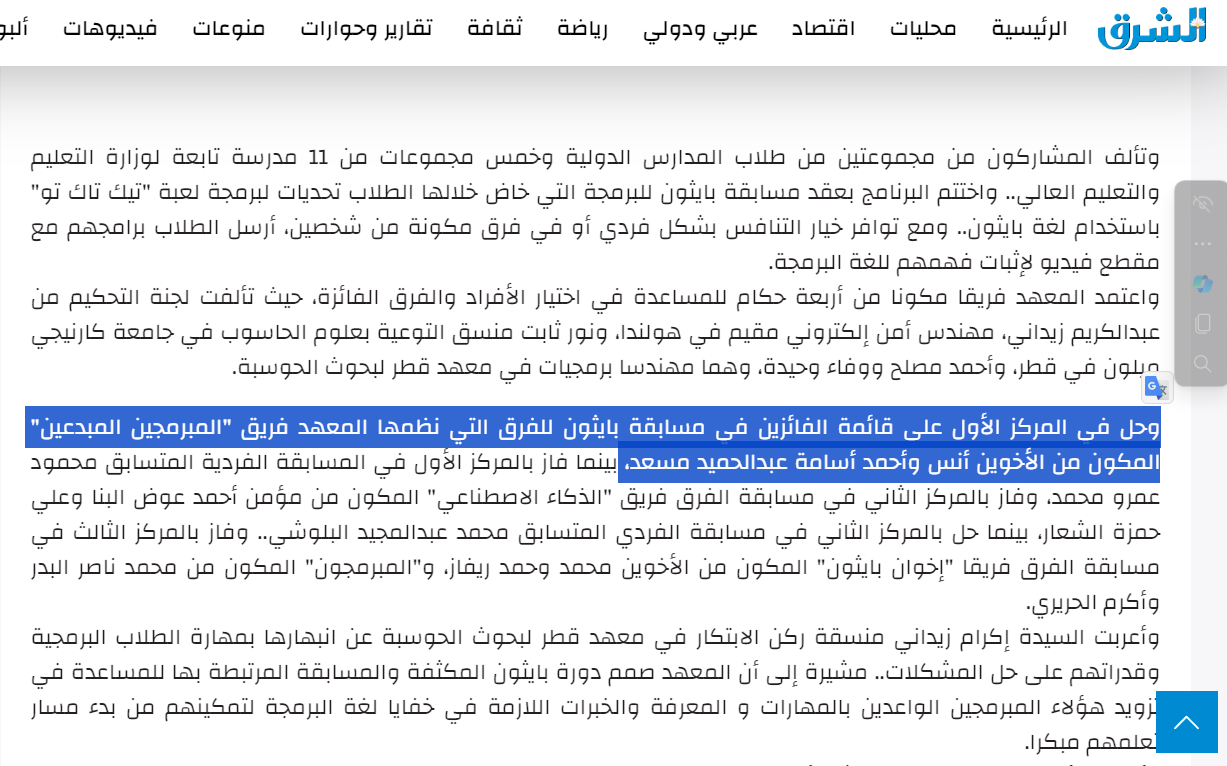 الشرق
الرئيسية محليات اقتصاد عربي ودولي رياضة ثقافة تقارير وحوارات منوعات فيديوهات
وتألف المشاركون من مجموعتين من طلاب المدارس الدولية وخمس مجموعات من 11 مدرسة تابعة لوزارة التعليم
والتعليم العالي.. واختتم البرنامج بعقد مسابقة بايثون للبرمجة التي خاض خلالها الطلاب تحديات لبرمجة لعبة "تيك تاك تو"
باستخدام لغة بايثون.. ومع توافر خيار التنافس بشكل فردي أو في فرق مكونة من شخصين، أرسل الطلاب برامجهم مع
مقطع فيديو لإثبات فهمهم للغة البرمجة.
واعتمد المعهد فريقا مكونا من أربعة حكام للمساعدة في اختيار الأفراد والفرق الفائزة، حيث تألفت لجنة التحكيم من
عبدالكريم زيداني، مهندس أمن إلكتروني مقيم في هولندا، ونور ثابت منسق التوعية بعلوم الحاسوب في جامعة كارنيجي
ميلون في قطر، وأحمد مصلح ووفاء وحيدة، وهما مهندسا برمجيات في معهد قطر لبحوث الحوسبة.
وحل في المركز الأول على قائمة الفائزين في مسابقة بايثون للفرق التي نظمها المعهد فريق "المبرمجين المبدعين"
المكون من الأخوين أنس وأحمد أسامة عبدالحميد مسعد، بينما فاز بالمركز الأول في المسابقة الفردية المتسابق محمود
عمرو محمد، وفاز بالمركز الثاني في مسابقة الفرق فريق "الذكاء الاصطناعي" المكون من مؤمن أحمد عوض البنا وعلي
حمزة الشعار، بينما حل بالمركز الثاني في مسابقة الفردي المتسابق محمد عبدالمجيد البلوشي.. وفاز بالمركز الثالث في
مسابقة الفرق فريقا "إخوان بايثون" المكون من الأخوين محمد وحمد ريفاز، و"المبرمجون" المكون من محمد ناصر البدر
وأكرم الحريري.
وأعربت السيدة إكرام زيداني منسقة ركن الابتكار في معهد قطر لبحوث الحوسبة عن انبهارها بمهارة الطلاب البرمجية
وقدراتهم على حل المشكلات.. مشيرة إلى أن المعهد صمم دورة بايثون المكثفة والمسابقة المرتبطة بها للمساعدة في
تزويد هؤلاء المبرمجين الواعدين بالمهارات و المعرفة والخبرات اللازمة في خفايا لغة البرمجة لتمكينهم من بدء مسار
تعلمهم مبكرا.